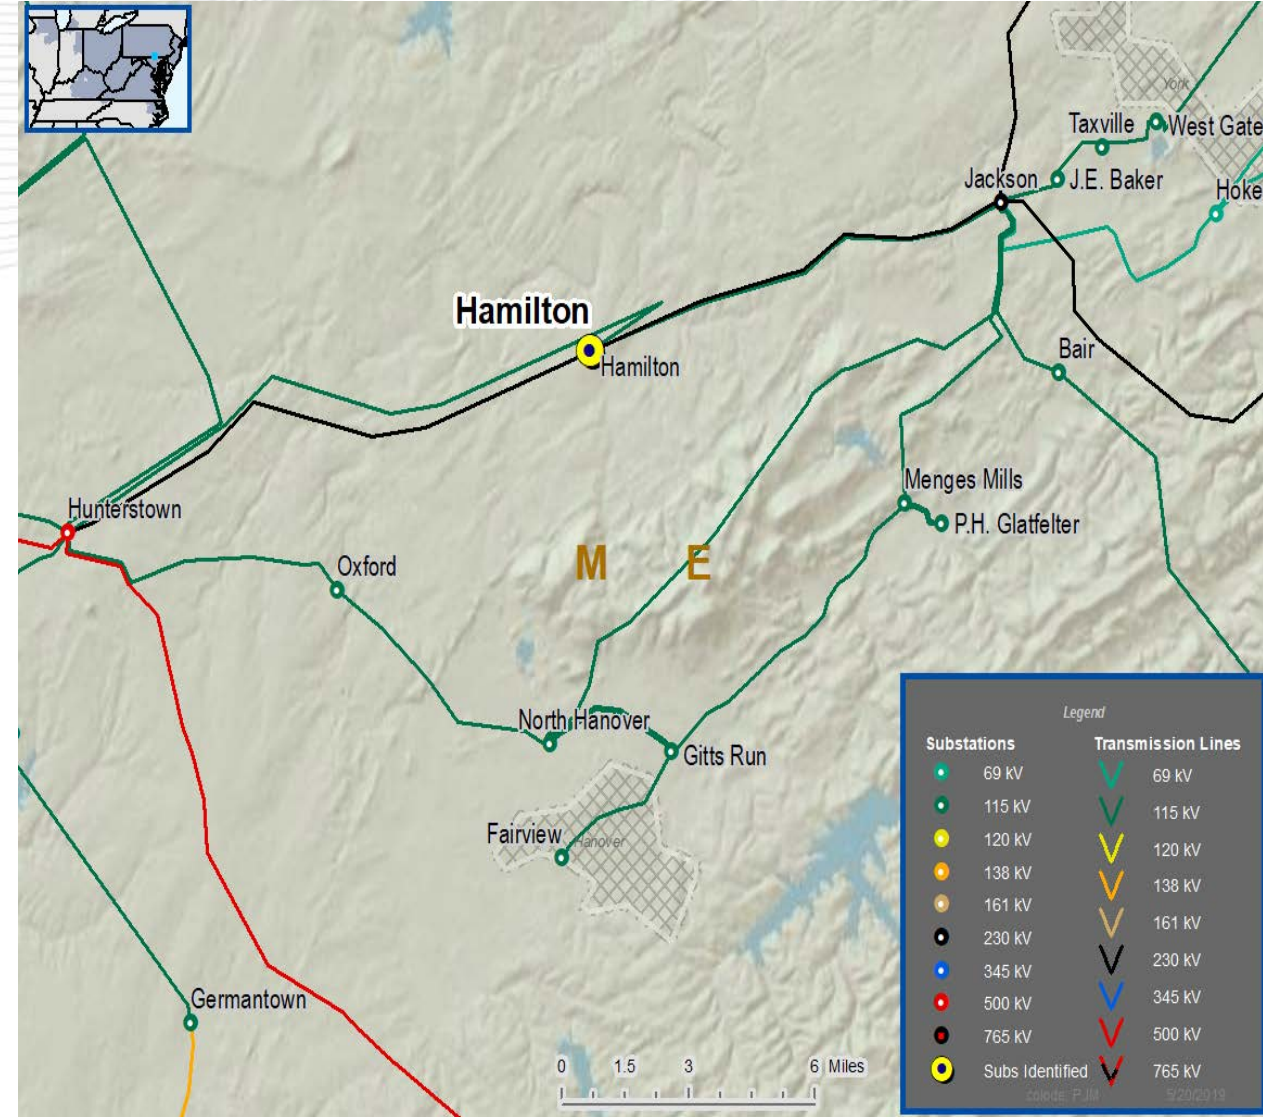 York
Taxville
West Gate
Jackson
J.E. Baker
Hoke
Hamilton
Hamilton
Bair
Menges Mills
Hunterstown
P.H. Glatfelter
Oxford
M E
North Hanover
Gitts Run
Fairview
Hanover
Germantown
0 1.5 3 6 Miles
Legend
Substations Transmission Lines
69 kV 69 kV
115 kV 115 kV
120 kV 120 kV
138 kV 138 kV
161 kV 161 kV
230 kV 230 kV
345 kV 345 kV
500 kV 500 kV
765 kV 765 kV
Subs Identified
PJM 5/20/2019